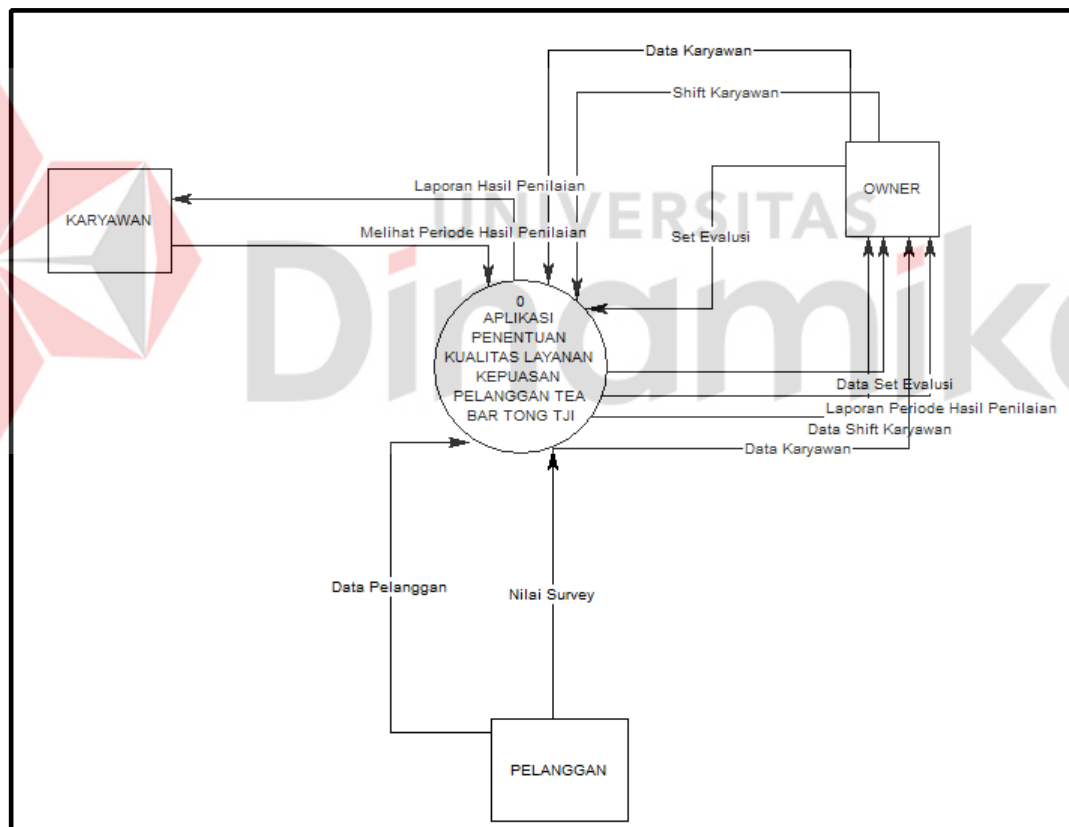 Data Karyawan
Shift Karyawan
OWNER
Laporan Hasil Penilaian
KARYAWAN
UNIVERSITAS
Melihat Periode Hasil Penilaian
Set Evalusi
Dinamika
0
APLIKASI
PENENTUAN
KUALITAS LAYANAN
KEPUASAN
PELANGGAN TEA
BAR TONG TJI
Data Set Evalusi
Laporan Periode Hasil Penilaian
Data Shift Karyawan
Data Karyawan
Data Pelanggan
Nilai Survey
PELANGGAN